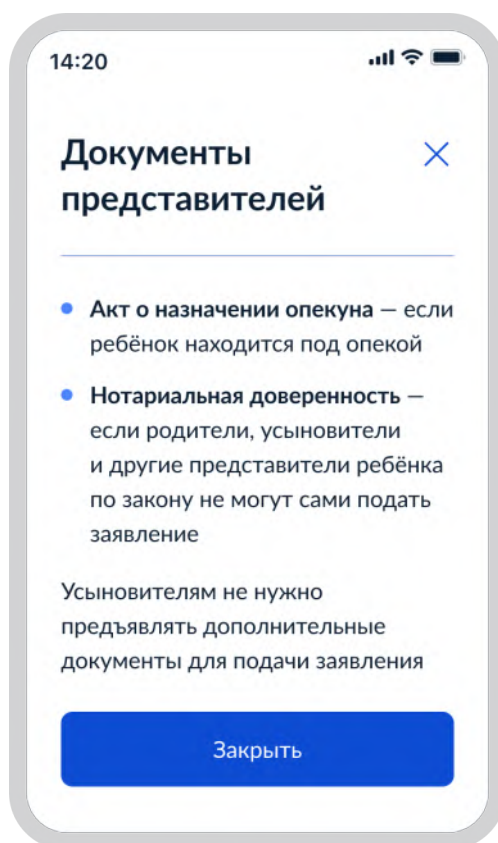 14:20
Документы
представителей
Акт о назначении опекуна — если
ребёнок находится под опекой
Нотариальная доверенность —
если родители, усыновители
и другие представители ребёнка
по закону не могут сами подать
заявление
Усыновителям не нужно
предъявлять дополнительные
документы для подачи заявления
Закрыть